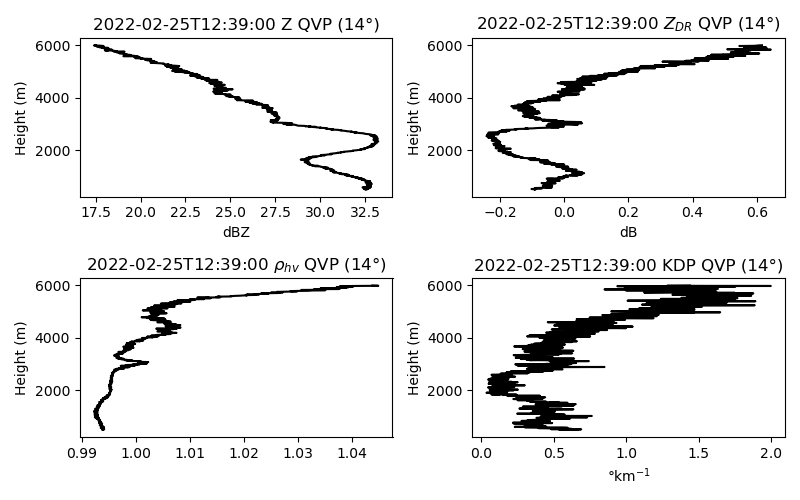 2022-02-25T12:39:00 Z QVP (14°)
Height (m)
6000
4000
2000
17.5 20.0 22.5 25.0 27.5 30.0 32.5
dBZ
2022-02-25T12:39:00 Z_DR QVP (14°)
Height (m)
6000
4000
2000
−0.2 0.0 0.2 0.4 0.6
dB
2022-02-25T12:39:00 ρ_hv QVP (14°)
Height (m)
6000
4000
2000
0.99 1.00 1.01 1.02 1.03 1.04
2022-02-25T12:39:00 KDP QVP (14°)
Height (m)
6000
4000
2000
0.0 0.5 1.0 1.5 2.0
°km⁻¹